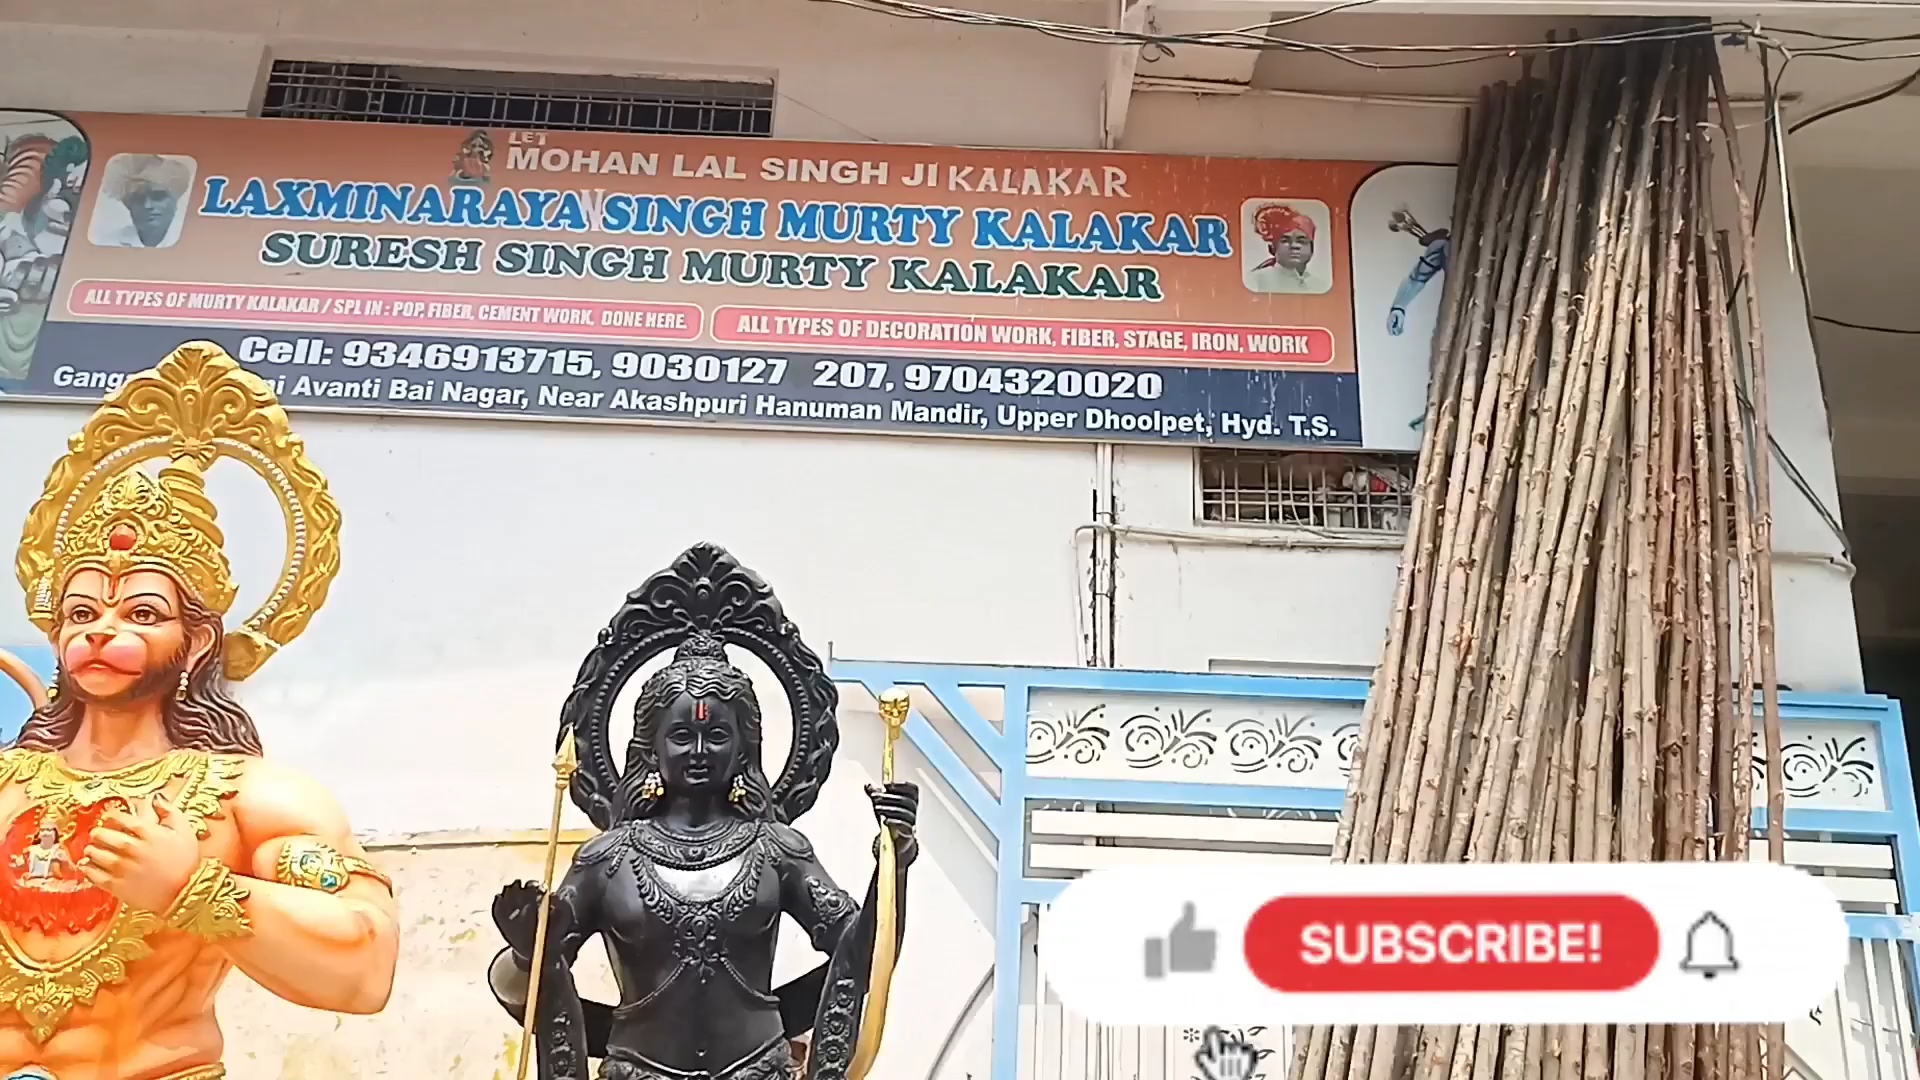 LET
MOHAN LAL SINGH JI KALAKAR
LAXMINARAYAN SINGH MURTY KALAKAR
SURESH SINGH MURTY KALAKAR
ALL TYPES OF MURTY KALAKAR / SPL IN : POP, FIBER, CEMENT WORK, DONE HERE.
ALL TYPES OF DECORATION WORK, FIBER, STAGE, IRON, WORK
Cell: 9346913715, 9030127 207, 9704320020
Avanti Bai Nagar, Near Akashpuri Hanuman Mandir, Upper Dhoolpet, Hyd. T.S.
SUBSCRIBE!